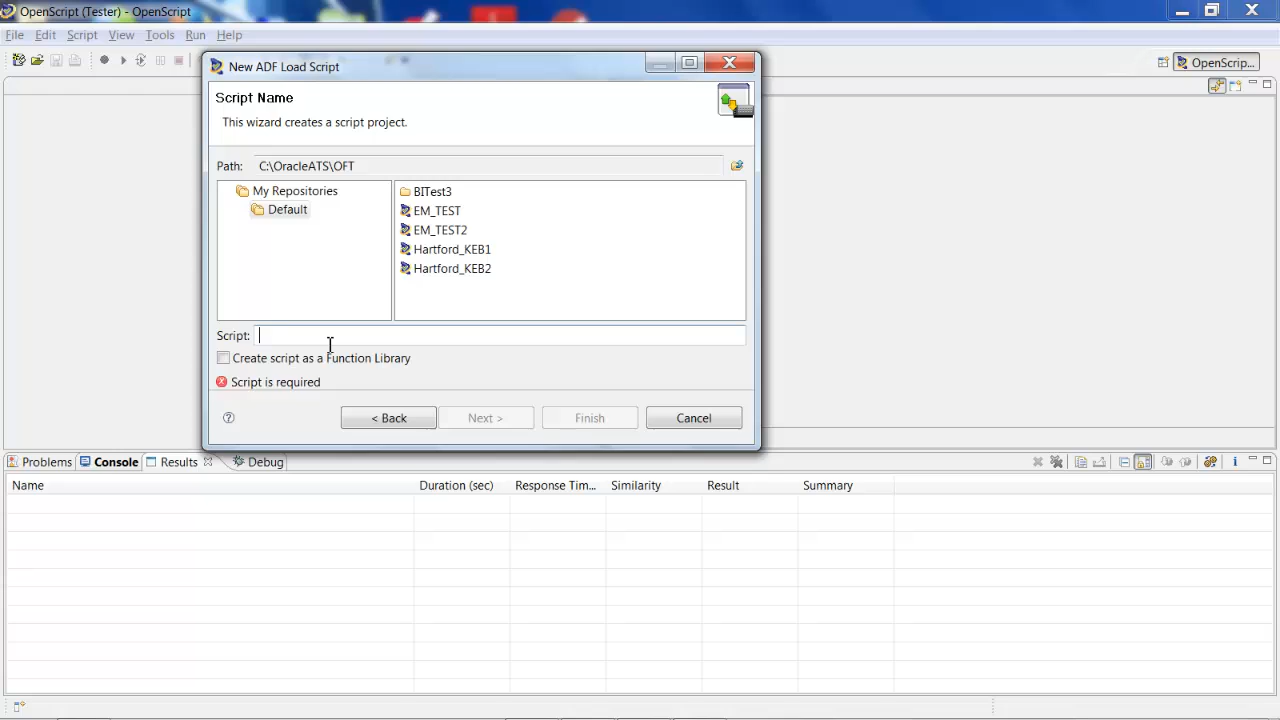 OpenScript (Tester) - OpenScript
File Edit Script View Tools Run Help
OpenScrip...
New ADF Load Script
Script Name
This wizard creates a script project.
Path: C:\OracleATS\OFT
My Repositories
Default
BITest3
EM_TEST
EM_TEST2
Hartford_KEB1
Hartford_KEB2
Script:
Create script as a Function Library
Script is required
< Back Next > Finish Cancel
Problems Console Results Debug
Name Duration (sec) Response Tim... Similarity Result Summary